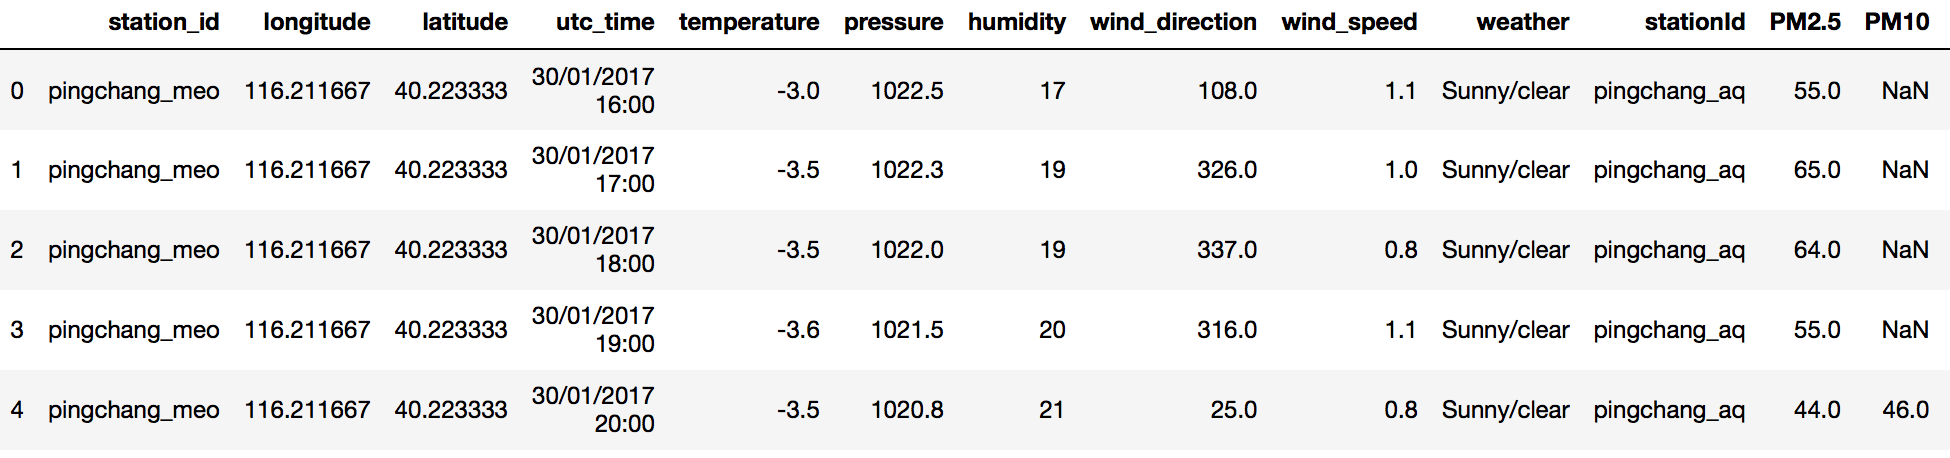 station_id longitude latitude utc_time temperature pressure humidity wind_direction wind_speed weather stationId PM2.5 PM10
0 pingchang_meo 116.211667 40.223333 30/01/2017 16:00 -3.0 1022.5 17 108.0 1.1 Sunny/clear pingchang_aq 55.0 NaN
1 pingchang_meo 116.211667 40.223333 30/01/2017 17:00 -3.5 1022.3 19 326.0 1.0 Sunny/clear pingchang_aq 65.0 NaN
2 pingchang_meo 116.211667 40.223333 30/01/2017 18:00 -3.5 1022.0 19 337.0 0.8 Sunny/clear pingchang_aq 64.0 NaN
3 pingchang_meo 116.211667 40.223333 30/01/2017 19:00 -3.6 1021.5 20 316.0 1.1 Sunny/clear pingchang_aq 55.0 NaN
4 pingchang_meo 116.211667 40.223333 30/01/2017 20:00 -3.5 1020.8 21 25.0 0.8 Sunny/clear pingchang_aq 44.0 46.0